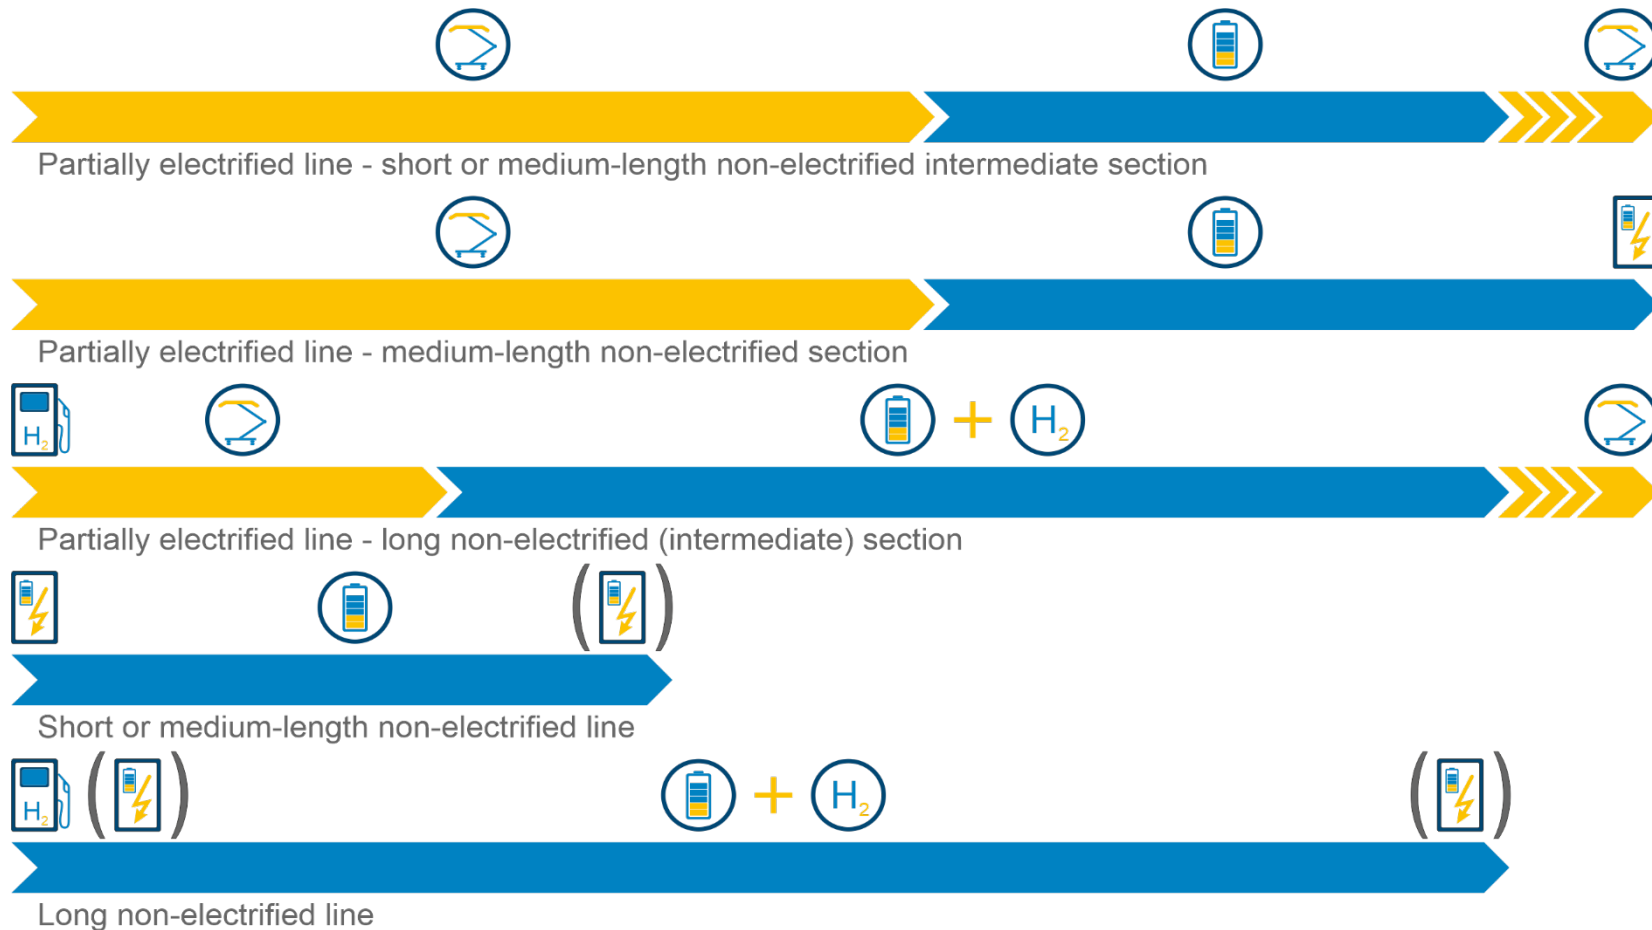 Partially electrified line - short or medium-length non-electrified intermediate section
Partially electrified line - medium-length non-electrified section
H2
+ H2
Partially electrified line - long non-electrified (intermediate) section
( )
Short or medium-length non-electrified line
H2 ( ) + H2 ( )
Long non-electrified line